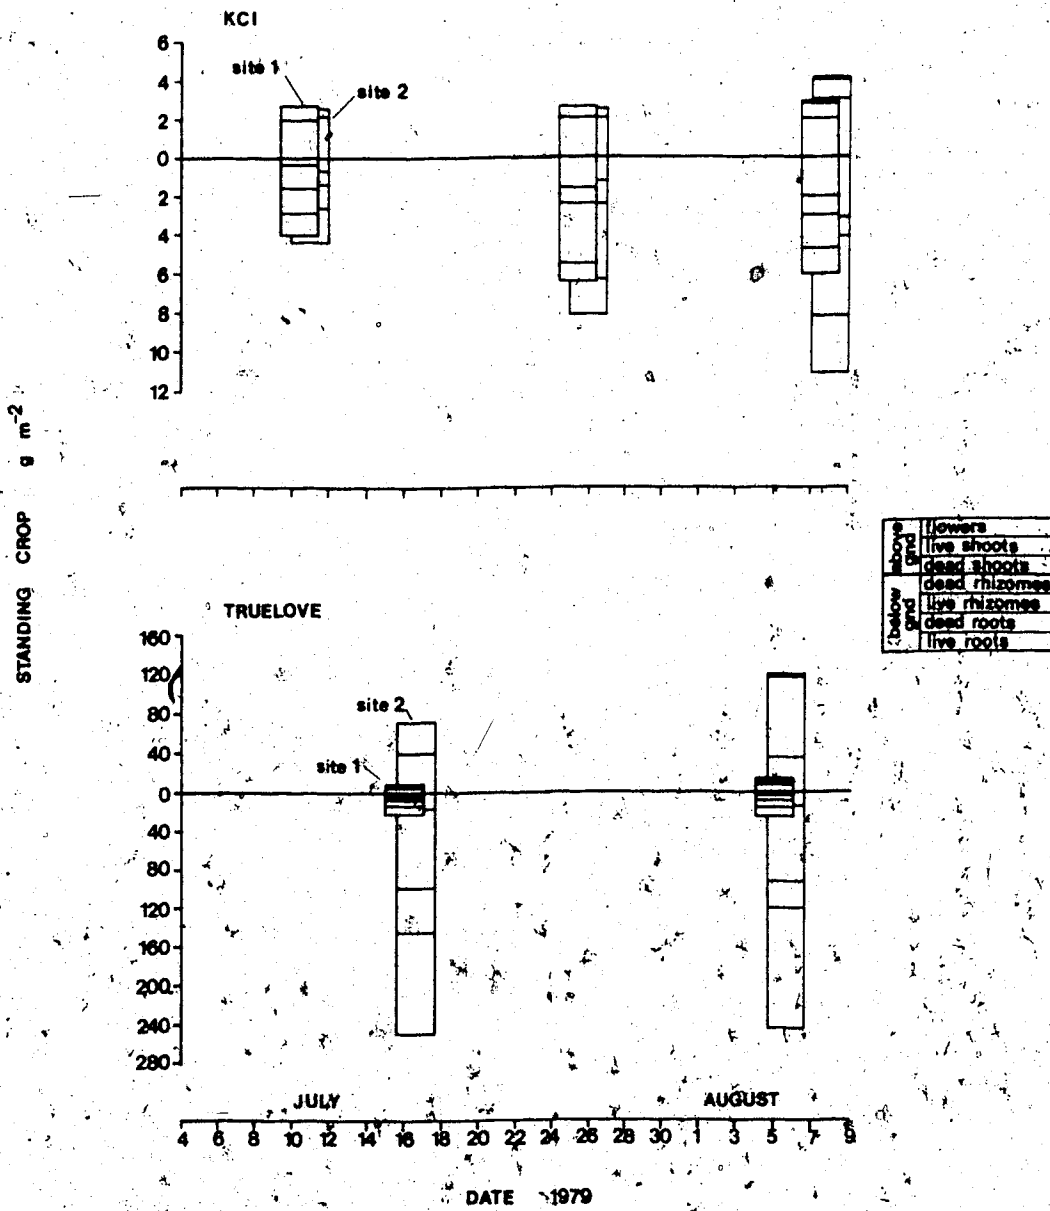 KCI
6
4
2
0
2
4
6
8
10
12
site 1
site 2
STANDING CROP g m-2
above gnd
flowers
live shoots
dead shoots
below gnd
dead rhizomes
live rhizomes
dead roots
live roots
TRUELOVE
160
120
80
40
0
40
80
120
160
200
240
280
site 2
site 1
JULY AUGUST
4 6 8 10 12 14 16 18 20 22 24 26 28 30 1 3 5 7 9
DATE 1979